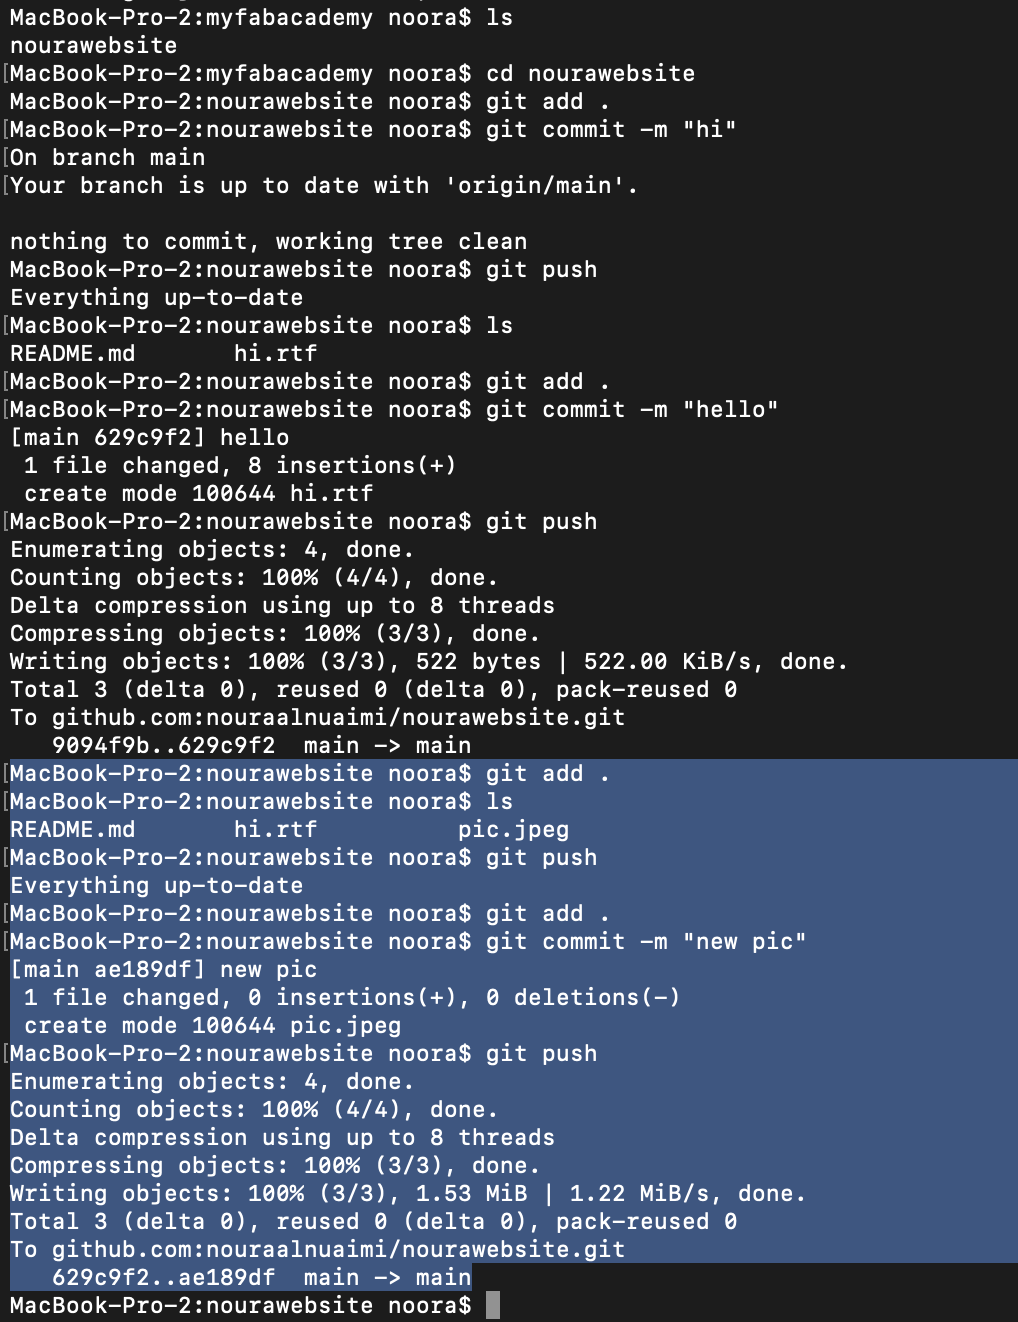 MacBook-Pro-2:myfabacademy noora$ ls
nourawebsite
[MacBook-Pro-2:myfabacademy noora$ cd nourawebsite
MacBook-Pro-2:nourawebsite noora$ git add .
[MacBook-Pro-2:nourawebsite noora$ git commit -m "hi"
[On branch main
[Your branch is up to date with 'origin/main'.

nothing to commit, working tree clean
MacBook-Pro-2:nourawebsite noora$ git push
Everything up-to-date
[MacBook-Pro-2:nourawebsite noora$ ls
README.md       hi.rtf
[MacBook-Pro-2:nourawebsite noora$ git add .
[MacBook-Pro-2:nourawebsite noora$ git commit -m "hello"
[main 629c9f2] hello
 1 file changed, 8 insertions(+)
 create mode 100644 hi.rtf
[MacBook-Pro-2:nourawebsite noora$ git push
Enumerating objects: 4, done.
Counting objects: 100% (4/4), done.
Delta compression using up to 8 threads
Compressing objects: 100% (3/3), done.
Writing objects: 100% (3/3), 522 bytes | 522.00 KiB/s, done.
Total 3 (delta 0), reused 0 (delta 0), pack-reused 0
To github.com:nouraalnuaimi/nourawebsite.git
   9094f9b..629c9f2  main -> main
[MacBook-Pro-2:nourawebsite noora$ git add .
[MacBook-Pro-2:nourawebsite noora$ ls
README.md       hi.rtf          pic.jpeg
[MacBook-Pro-2:nourawebsite noora$ git push
Everything up-to-date
[MacBook-Pro-2:nourawebsite noora$ git add .
[MacBook-Pro-2:nourawebsite noora$ git commit -m "new pic"
[main ae189df] new pic
 1 file changed, 0 insertions(+), 0 deletions(-)
 create mode 100644 pic.jpeg
[MacBook-Pro-2:nourawebsite noora$ git push
Enumerating objects: 4, done.
Counting objects: 100% (4/4), done.
Delta compression using up to 8 threads
Compressing objects: 100% (3/3), done.
Writing objects: 100% (3/3), 1.53 MiB | 1.22 MiB/s, done.
Total 3 (delta 0), reused 0 (delta 0), pack-reused 0
To github.com:nouraalnuaimi/nourawebsite.git
   629c9f2..ae189df  main -> main
MacBook-Pro-2:nourawebsite noora$